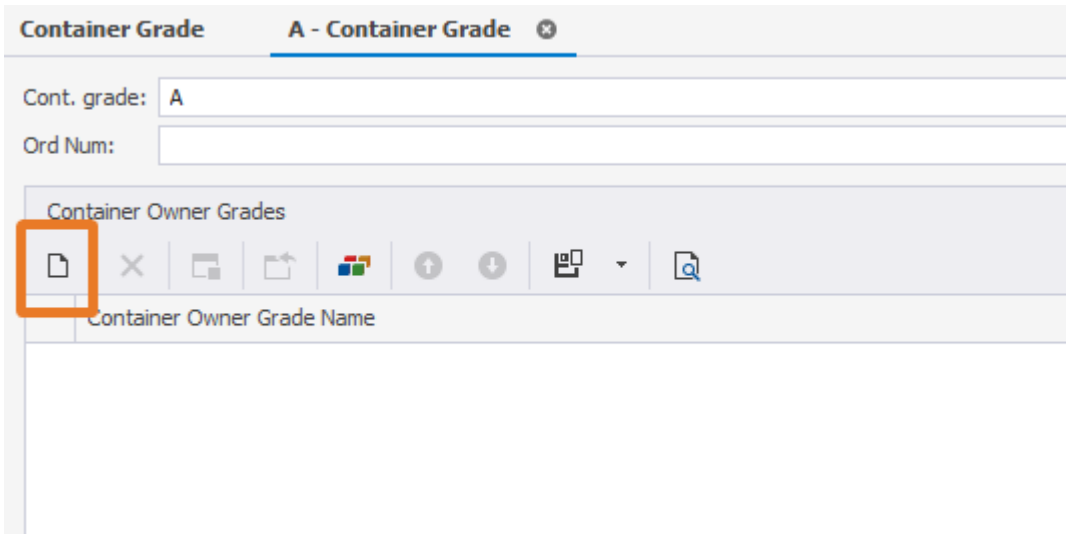 Container Grade A - Container Grade
Cont. grade: A
Ord Num:
Container Owner Grades
Container Owner Grade Name